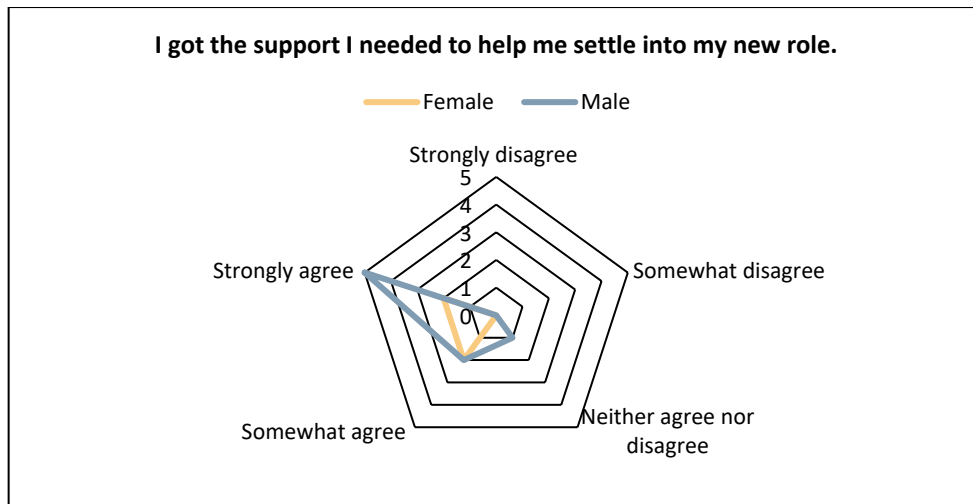 I got the support I needed to help me settle into my new role.
Female Male
Strongly disagree
5
4
3
2
1
0
Strongly agree
Somewhat disagree
Somewhat agree
Neither agree nor
disagree